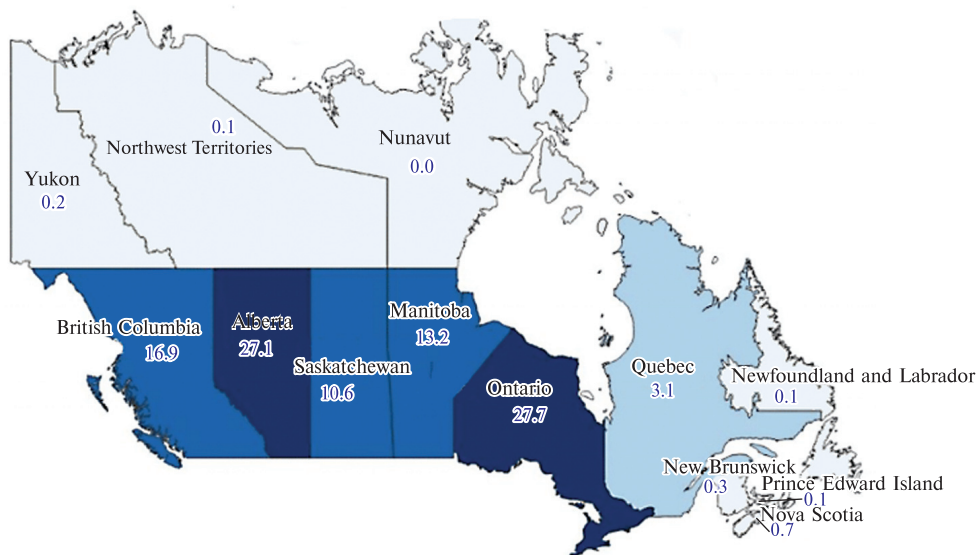 0.1
Northwest Territories
Nunavut
0.0
Yukon
0.2
British Columbia
16.9
Alberta
27.1
Saskatchewan
10.6
Manitoba
13.2
Ontario
27.7
Quebec
3.1
Newfoundland and Labrador
0.1
New Brunswick
0.3
Prince Edward Island
0.1
Nova Scotia
0.7